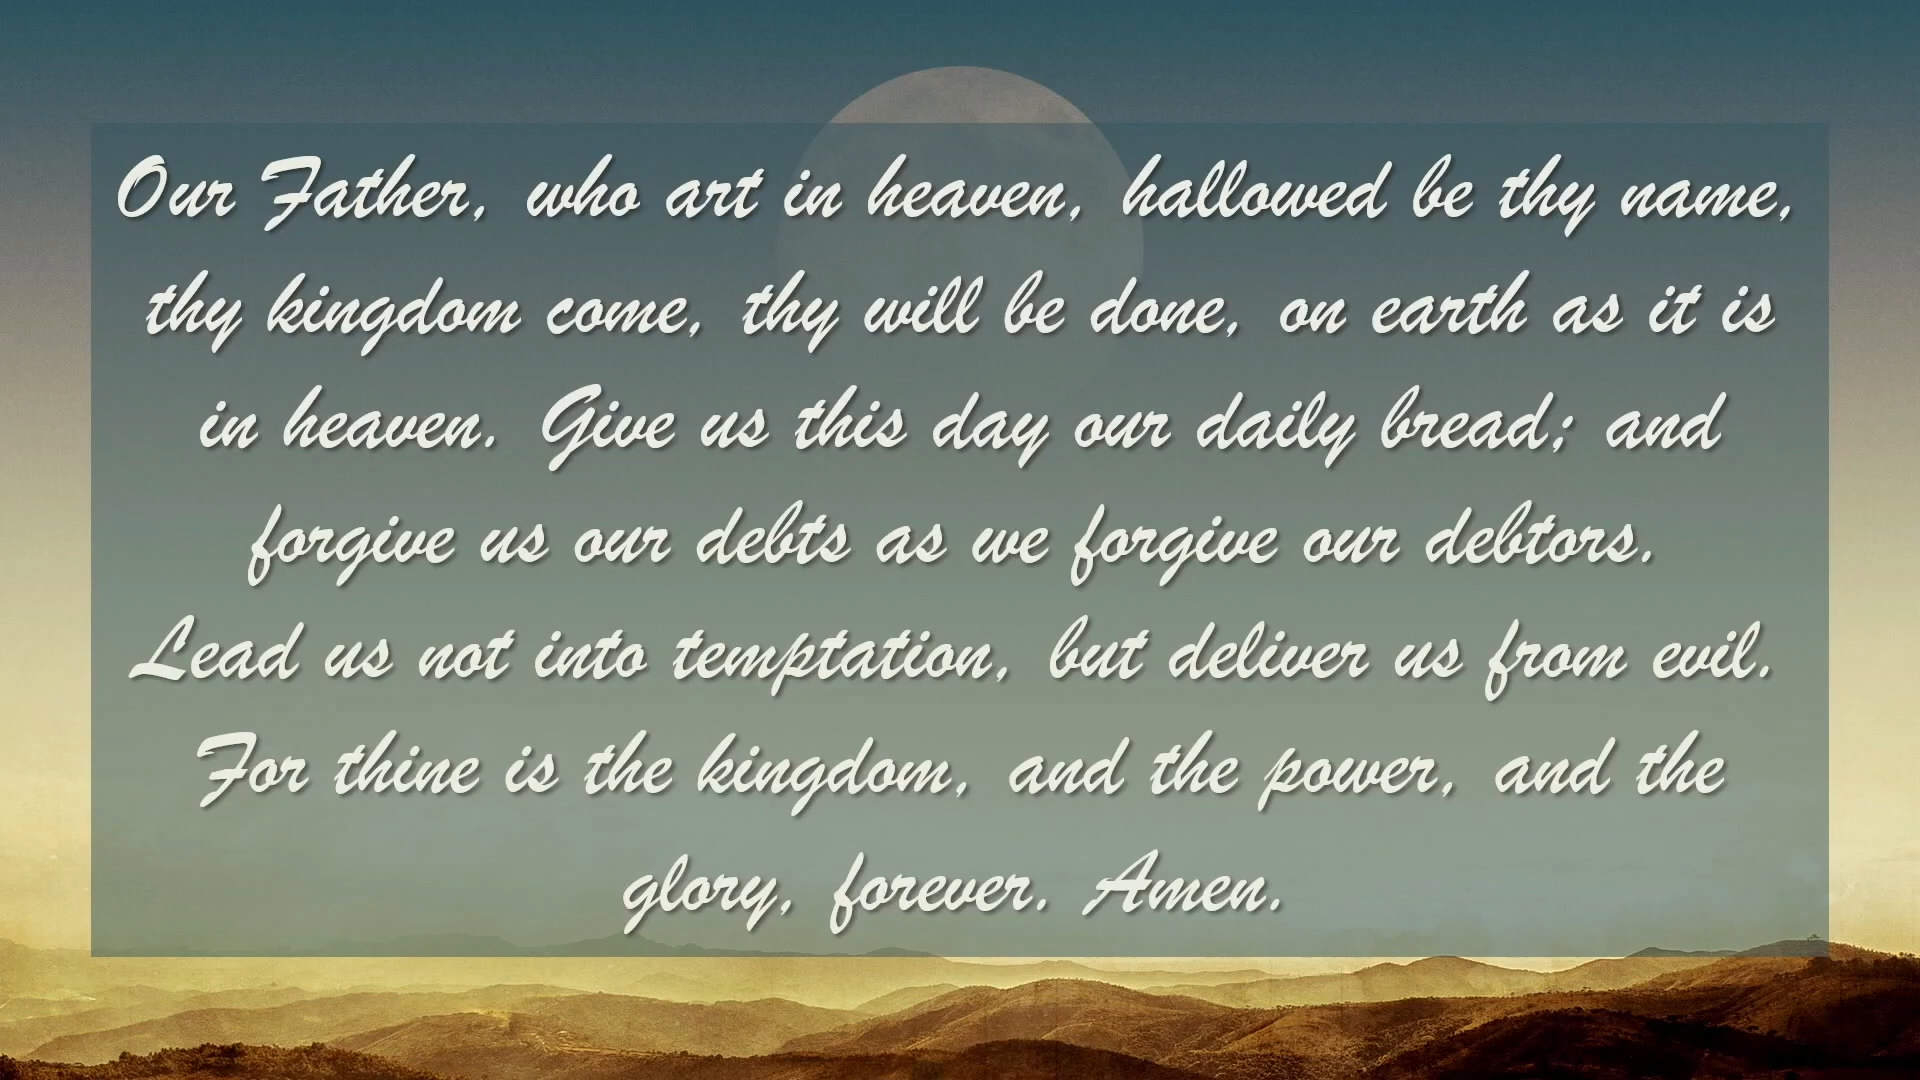 Our Father, who art in heaven, hallowed be thy name,
thy kingdom come, thy will be done, on earth as it is
in heaven. Give us this day our daily bread; and
forgive us our debts as we forgive our debtors.
Lead us not into temptation, but deliver us from evil.
For thine is the kingdom, and the power, and the
glory, forever. Amen.